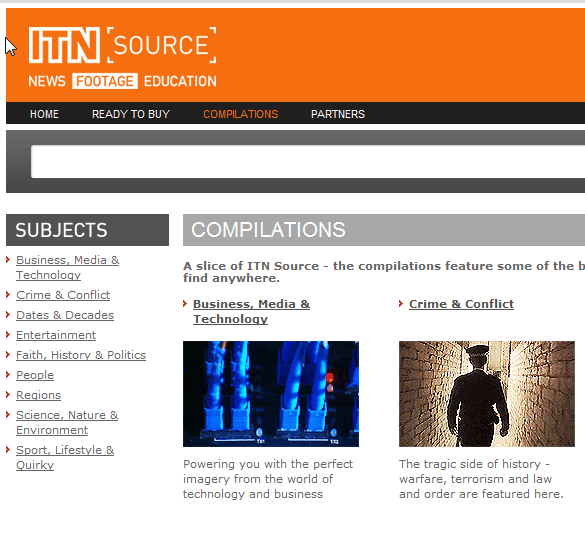 ITN [SOURCE]
NEWS FOOTAGE EDUCATION
HOME READY TO BUY COMPILATIONS PARTNERS
SUBJECTS
Business, Media &
Technology
Crime & Conflict
Dates & Decades
Entertainment
Faith, History & Politics
People
Regions
Science, Nature &
Environment
Sport, Lifestyle &
Quirky
COMPILATIONS
A slice of ITN Source - the compilations feature some of the b
find anywhere.
Business, Media &
Technology
TX1 TX2
Powering you with the perfect
imagery from the world of
technology and business
Crime & Conflict
The tragic side of history -
warfare, terrorism and law
and order are featured here.